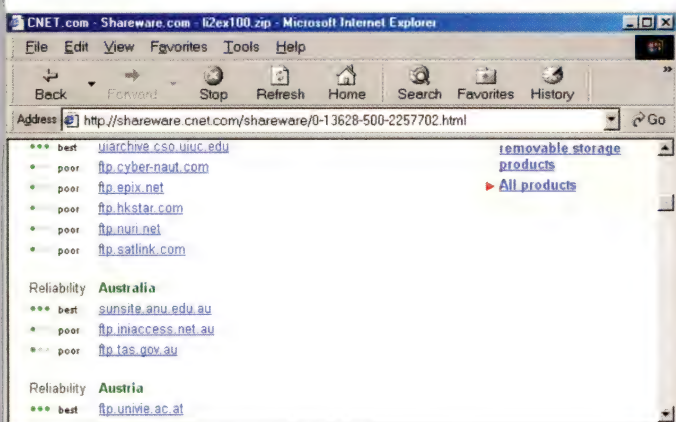 CNET.com - Shareware.com - li2ex100.zip - Microsoft Internet Explorer
File Edit View Favorites Tools Help
Back Forward Stop Refresh Home Search Favorites History »
Address http://shareware.cnet.com/shareware/0-13628-500-2257702.html Go
best uiarchive.cso.uiuc.edu
removable storage
poor ftp.cyber-naut.com
products
poor ftp.epix.net
All products
poor ftp.hkstar.com
poor ftp.nuri.net
poor ftp.satlink.com
Reliability Australia
best sunsite.anu.edu.au
poor ftp.iniaccess.net.au
poor ftp.tas.gov.au
Reliability Austria
best ftp.univie.ac.at